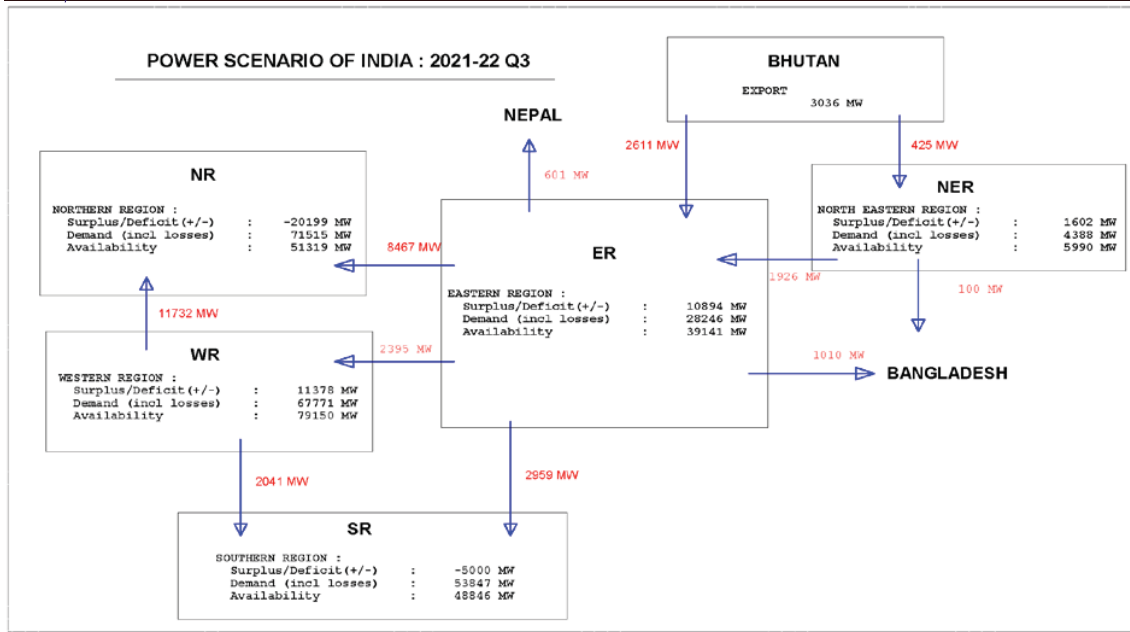 POWER SCENARIO OF INDIA : 2021-22 Q3
BHUTAN
EXPORT
3036 MW
NEPAL
2611 MW
425 MW
601 MW
NR
NORTHERN REGION :
Surplus/Deficit(+/-) : -20199 MW
Demand (incl losses) : 71515 MW
Availability : 51319 MW
NER
NORTH EASTERN REGION :
Surplus/Deficit(+/-) : 1602 MW
Demand (incl losses) : 4388 MW
Availability : 5990 MW
8467 MW
ER
EASTERN REGION :
Surplus/Deficit(+/-) : 10894 MW
Demand (incl losses) : 28246 MW
Availability : 39141 MW
1926 MW
100 MW
11732 MW
2395 MW
1010 MW
BANGLADESH
WR
WESTERN REGION :
Surplus/Deficit(+/-) : 11378 MW
Demand (incl losses) : 67771 MW
Availability : 79150 MW
2041 MW
2959 MW
SR
SOUTHERN REGION :
Surplus/Deficit(+/-) : -5000 MW
Demand (incl losses) : 53847 MW
Availability : 48846 MW